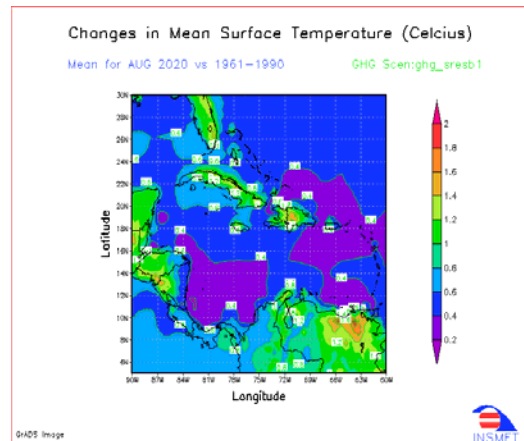 Changes in Mean Surface Temperature (Celcius)
Mean for AUG 2020 vs 1961-1990 GHG Scen:ghg_sresb1
30N
28N
26N
24N
22N
20N
18N
16N
14N
12N
10N
8N
6N
Latitude
90W 87W 84W 81W 78W 75W 72W 69W 66W 63W 60W
Longitude
2
1.8
1.6
1.4
1.2
1
0.8
0.6
0.4
0.2
GrADS Image
INSMET